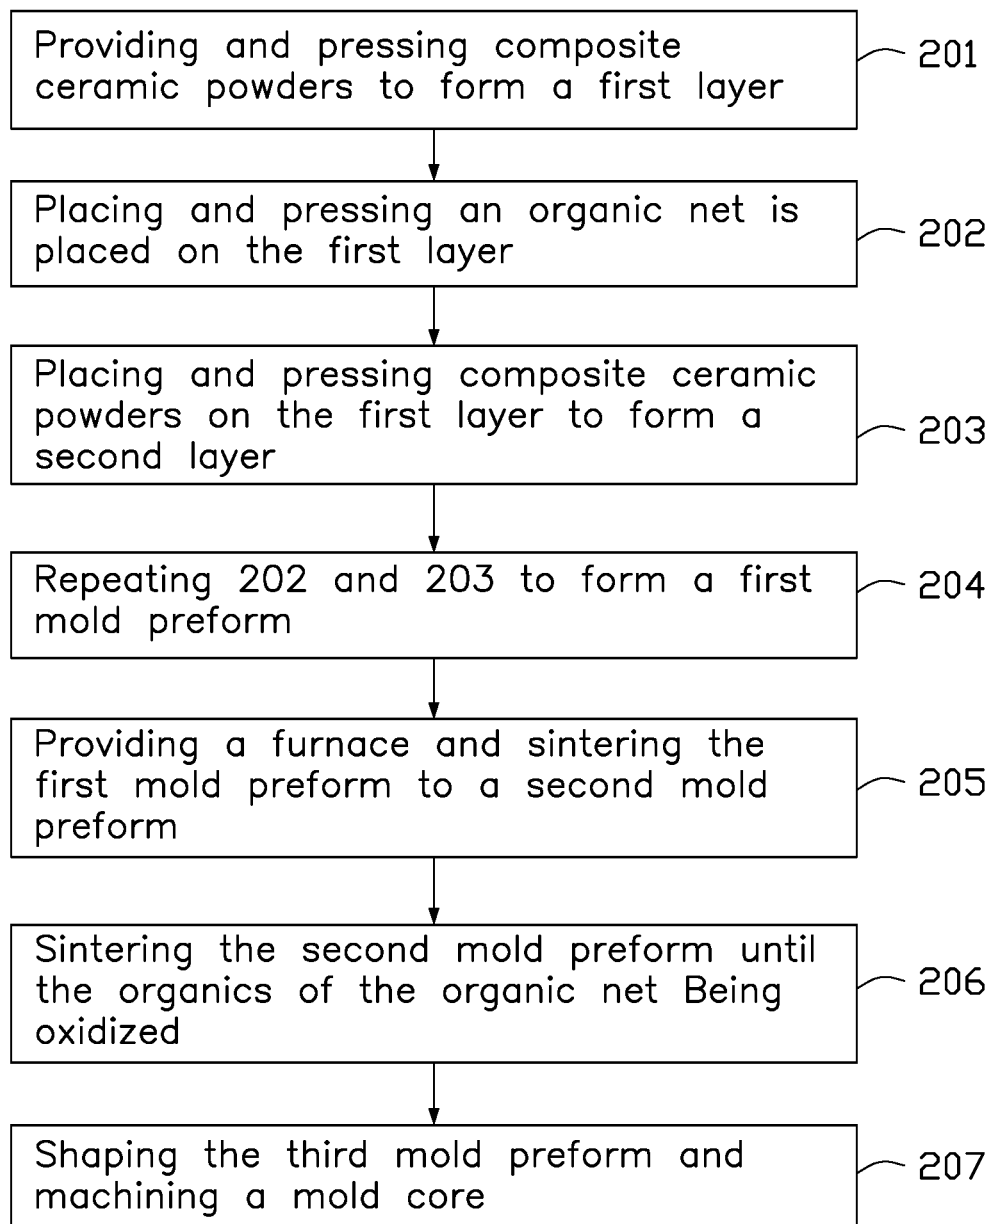 Providing and pressing composite
ceramic powders to form a first layer
201
Placing and pressing an organic net is
placed on the first layer
202
Placing and pressing composite ceramic
powders on the first layer to form a
second layer
203
Repeating 202 and 203 to form a first
mold preform
204
Providing a furnace and sintering the
first mold preform to a second mold
preform
205
Sintering the second mold preform until
the organics of the organic net Being
oxidized
206
Shaping the third mold preform and
machining a mold core
207